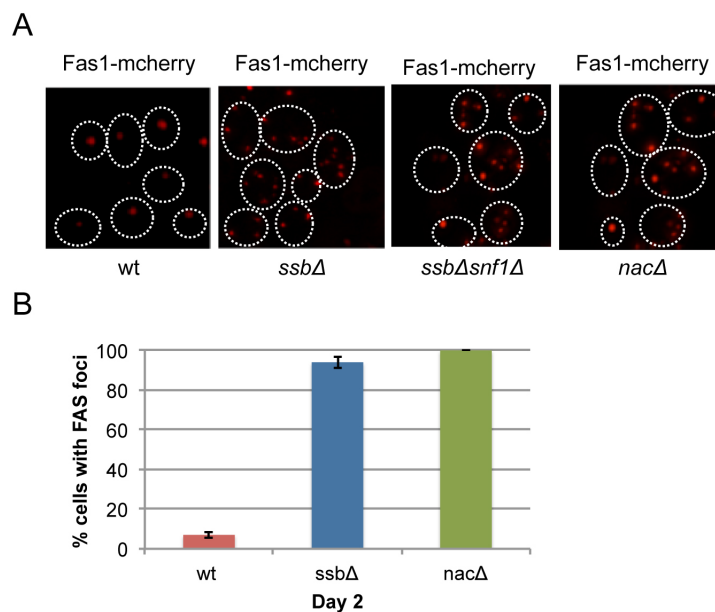 A
Fas1-mcherry
Fas1-mcherry
Fas1-mcherry
Fas1-mcherry
wt
ssbΔ
ssbΔsnf1Δ
nacΔ
B
% cells with FAS foci
100
80
60
40
20
0
wt
ssbΔ
nacΔ
Day 2